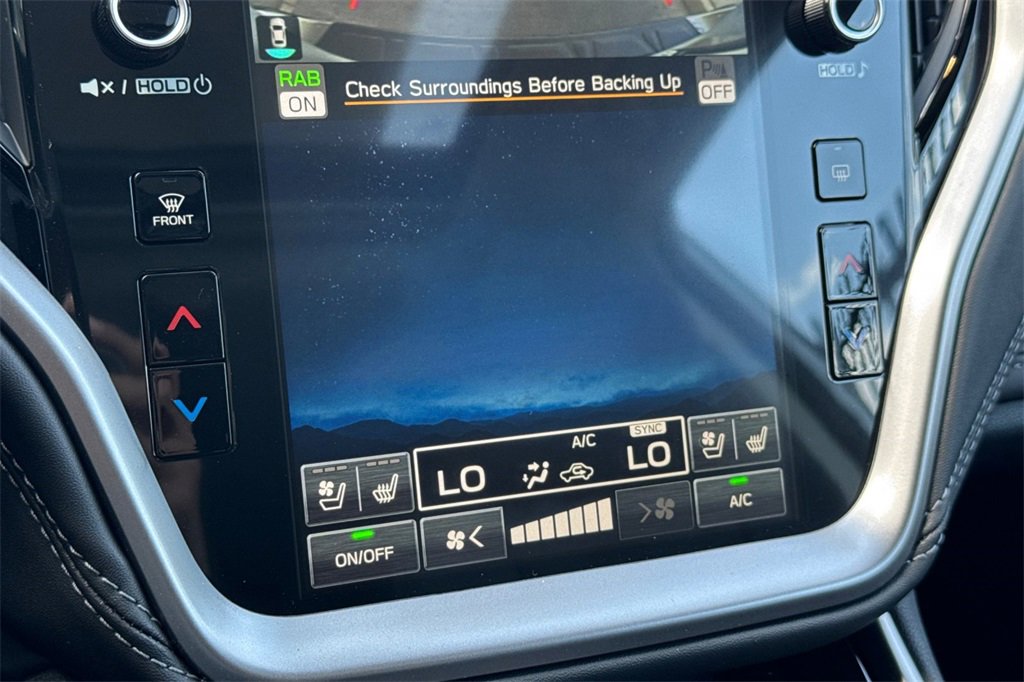 / HOLD
HOLD
RAB
ON
Check Surroundings Before Backing Up
P
OFF
FRONT
A/C
SYNC
LO
LO
ON/OFF
<
>
A/C